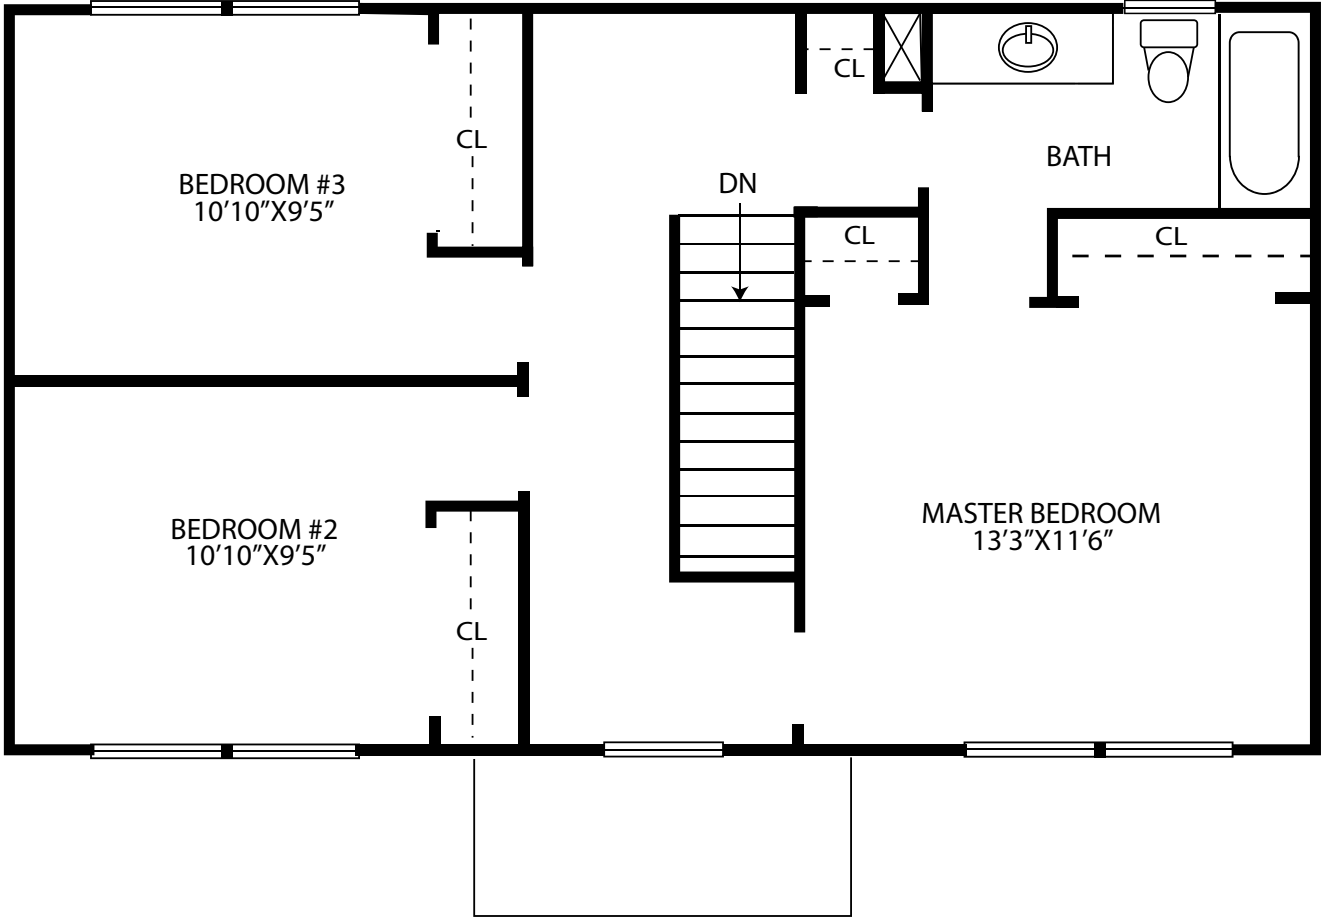 CL
CL
BATH
BEDROOM #3
10’10”X9’5”
DN
CL
CL
MASTER BEDROOM
13’3”X11’6”
BEDROOM #2
10’10”X9’5”
CL